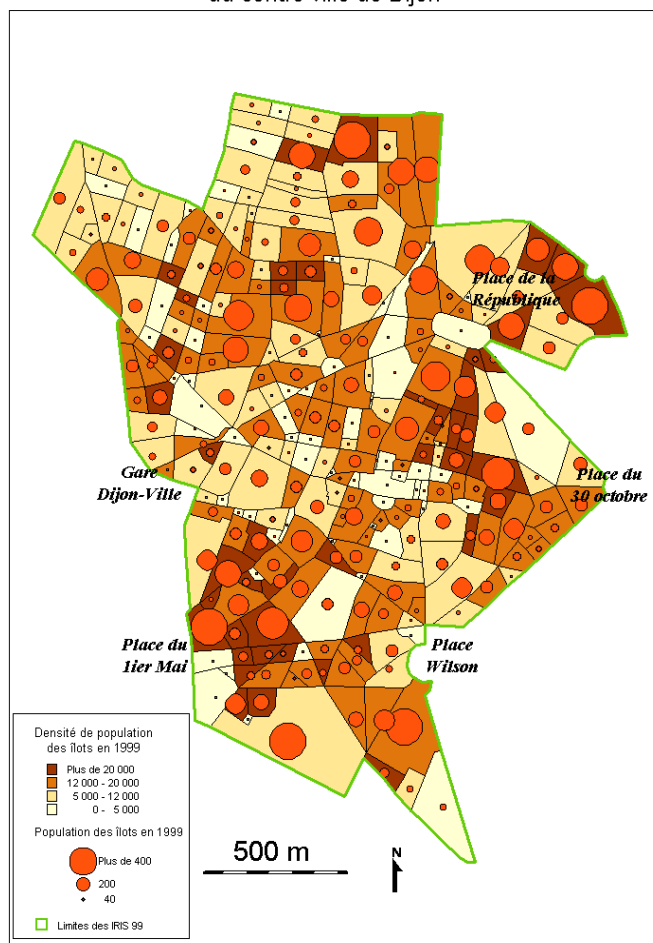 du centre ville de Dijon
Place de la
République
Gare
Dijon-Ville
Place du
30 octobre
Place du
1ier Mai
Place
Wilson
Densité de population
des îlots en 1999
Plus de 20 000
12 000 - 20 000
5 000 - 12 000
0 - 5 000
Population des îlots en 1999
Plus de 400
200
40
Limites des IRIS 99
500 m
N